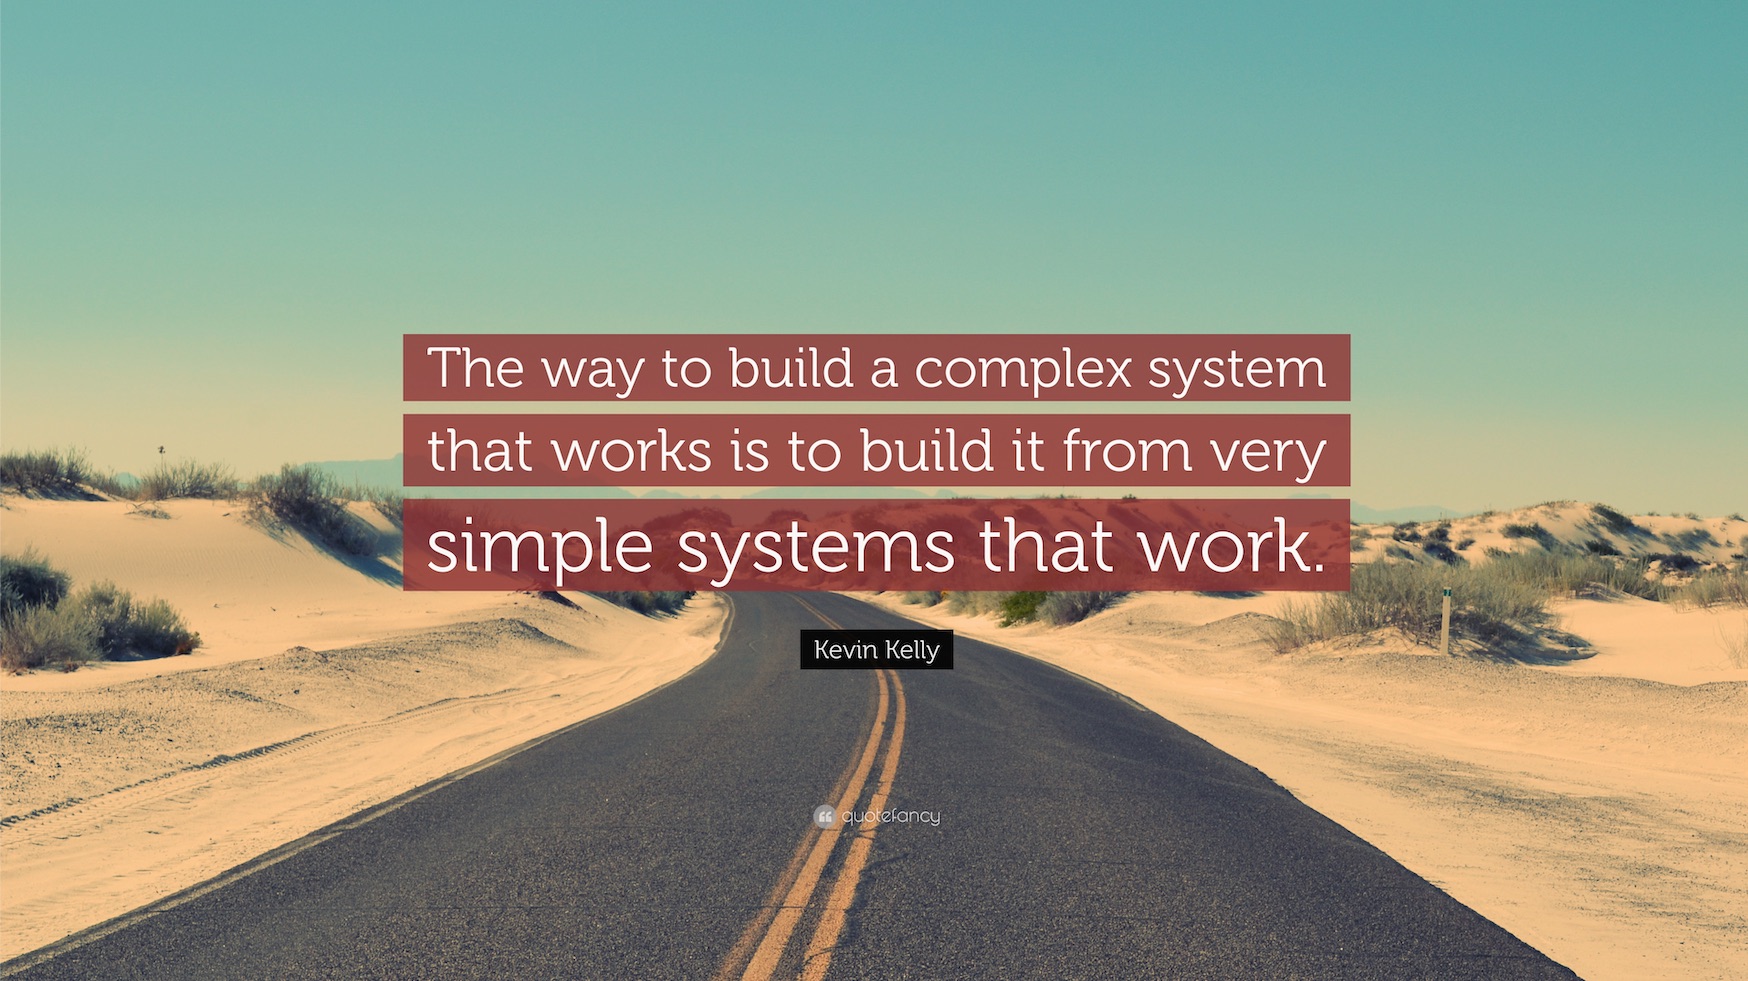 The way to build a complex system
that works is to build it from very
simple systems that work.
Kevin Kelly
quotefancy